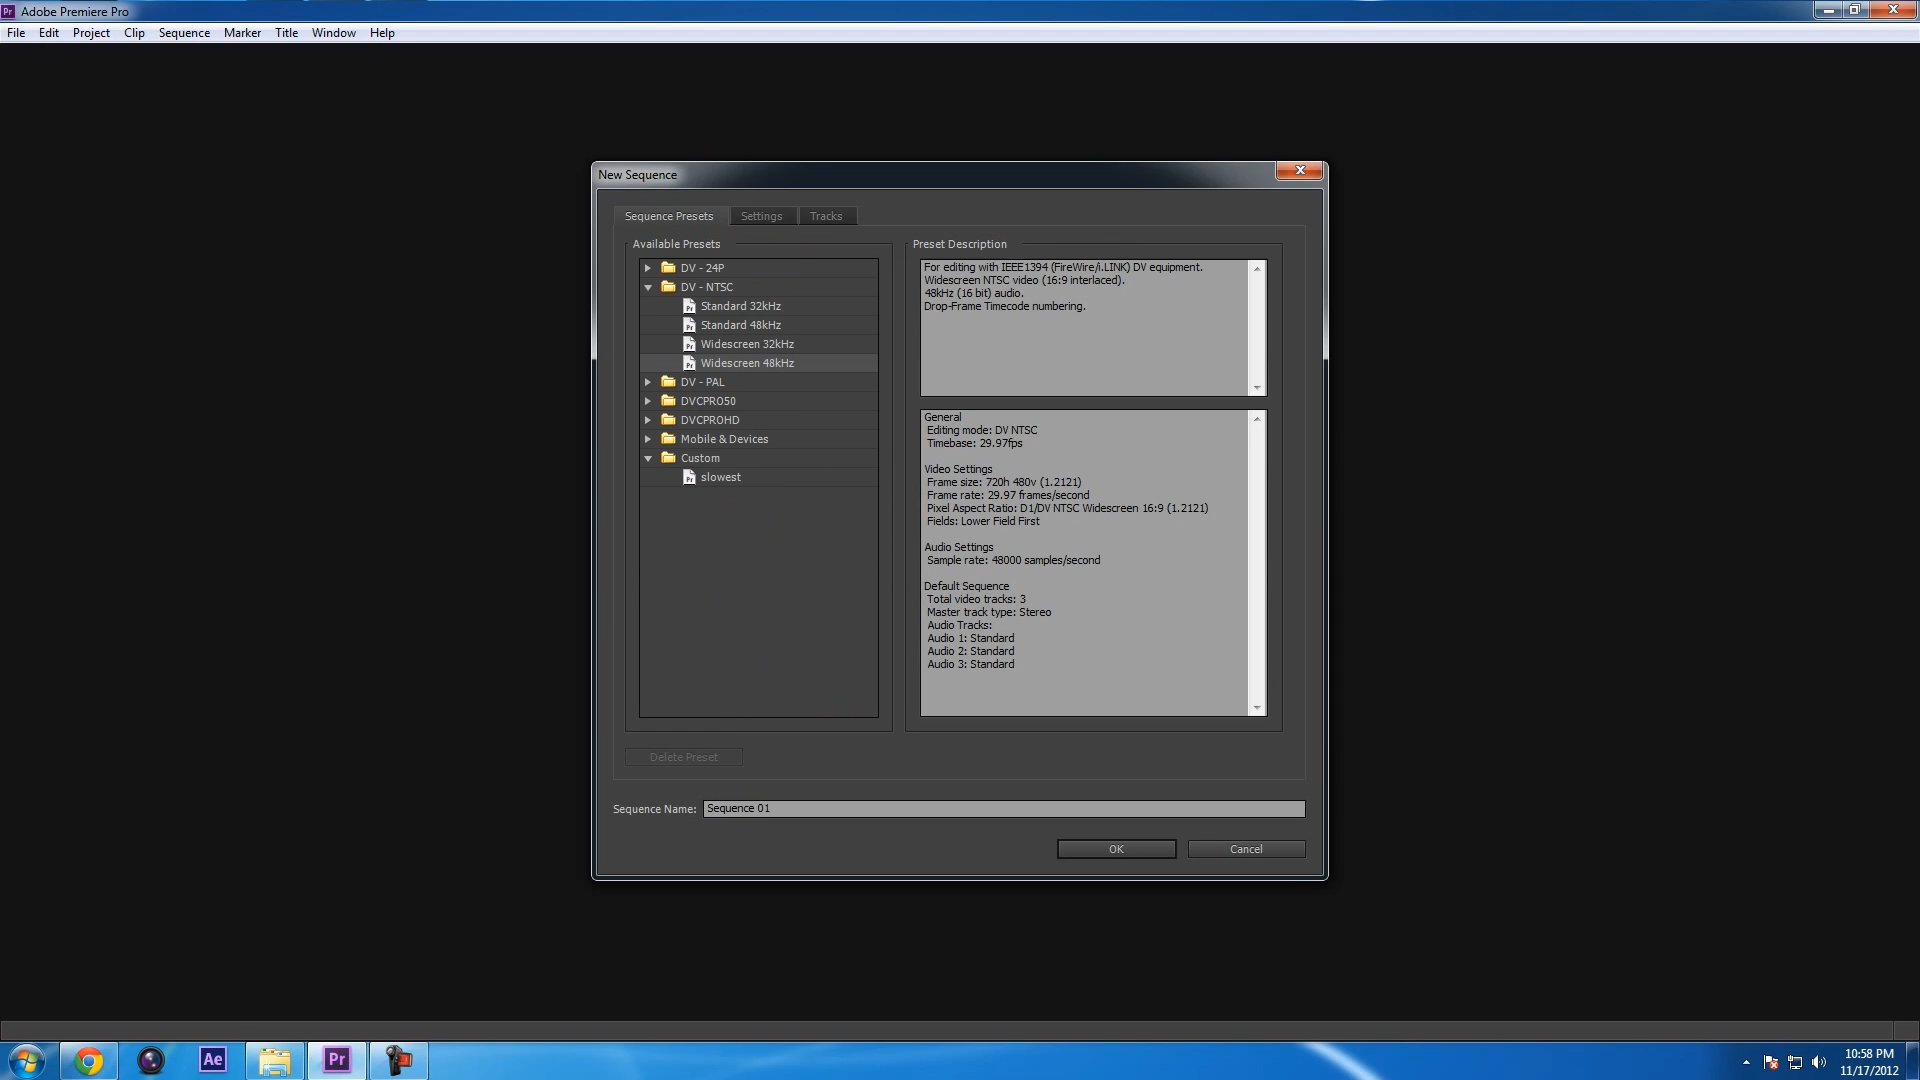 Pr Adobe Premiere Pro
File Edit Project Clip Sequence Marker Title Window Help
New Sequence
Sequence Presets Settings Tracks
Available Presets
DV - 24P
DV - NTSC
Standard 32kHz
Standard 48kHz
Widescreen 32kHz
Widescreen 48kHz
DV - PAL
DVCPRO50
DVCPROHD
Mobile & Devices
Custom
slowest
Delete Preset
Preset Description
For editing with IEEE1394 (FireWire/i.LINK) DV equipment.
Widescreen NTSC video (16:9 interlaced).
48kHz (16 bit) audio.
Drop-Frame Timecode numbering.
General
Editing mode: DV NTSC
Timebase: 29.97fps
Video Settings
Frame size: 720h 480v (1.2121)
Frame rate: 29.97 frames/second
Pixel Aspect Ratio: D1/DV NTSC Widescreen 16:9 (1.2121)
Fields: Lower Field First
Audio Settings
Sample rate: 48000 samples/second
Default Sequence
Total video tracks: 3
Master track type: Stereo
Audio Tracks:
Audio 1: Standard
Audio 2: Standard
Audio 3: Standard
Sequence Name: Sequence 01
OK Cancel
Ae Pr
10:58 PM
11/17/2012